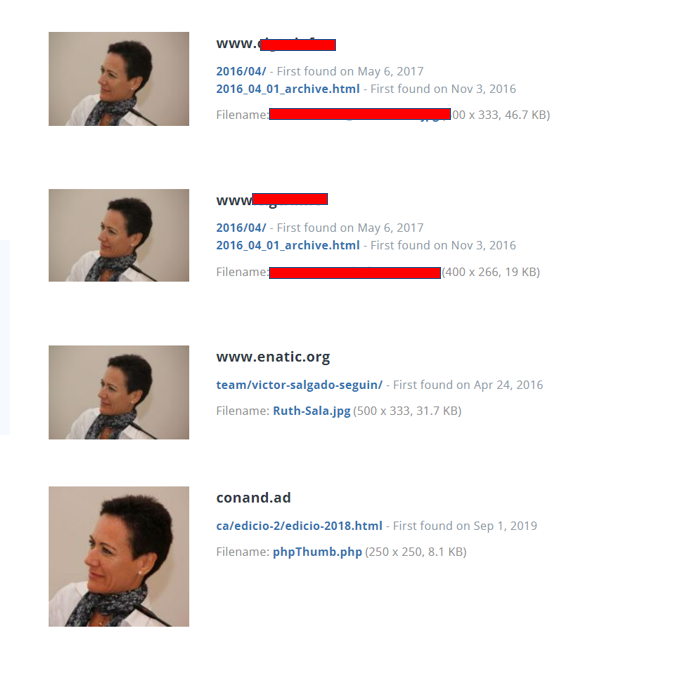 www.
2016/04/ - First found on May 6, 2017
2016_04_01_archive.html - First found on Nov 3, 2016
Filename: 00 x 333, 46.7 KB)
www
2016/04/ - First found on May 6, 2017
2016_04_01_archive.html - First found on Nov 3, 2016
Filename: (400 x 266, 19 KB)
www.enatic.org
team/victor-salgado-seguin/ - First found on Apr 24, 2016
Filename: Ruth-Sala.jpg (500 x 333, 31.7 KB)
conand.ad
ca/edicio-2/edicio-2018.html - First found on Sep 1, 2019
Filename: phpThumb.php (250 x 250, 8.1 KB)